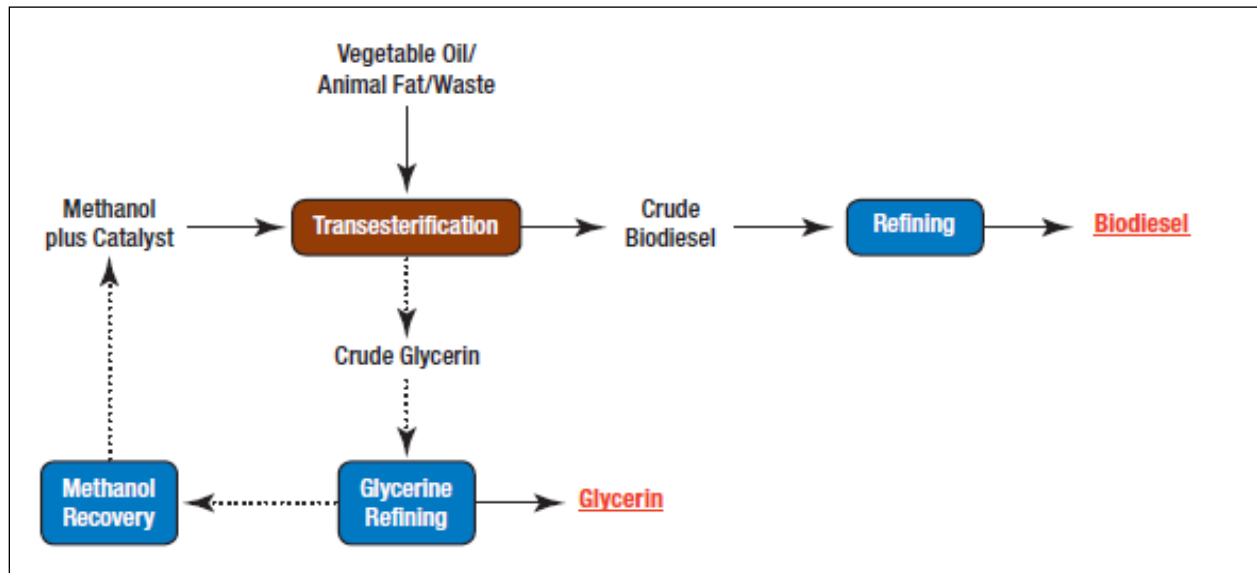 Vegetable Oil/
Animal Fat/Waste
Methanol
plus Catalyst
Transesterification
Crude
Biodiesel
Refining
Biodiesel
Crude Glycerin
Methanol
Recovery
Glycerine
Refining
Glycerin